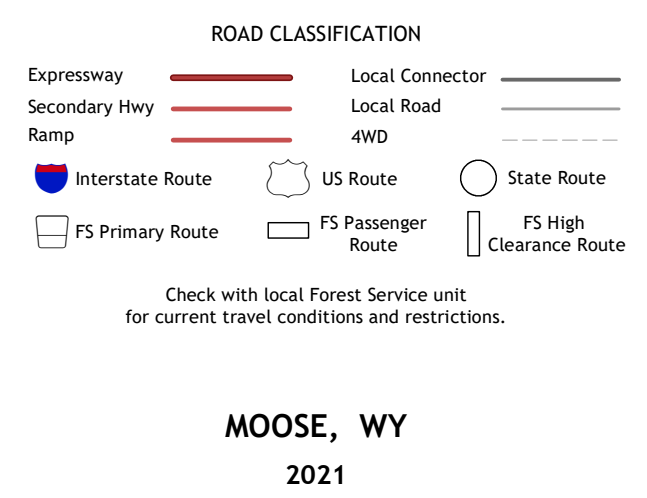 ROAD CLASSIFICATION
Expressway
Local Connector
Secondary Hwy
Local Road
Ramp
4WD
Interstate Route
US Route
State Route
FS Primary Route
FS Passenger
Route
FS High
Clearance Route
Check with local Forest Service unit
for current travel conditions and restrictions.
MOOSE, WY
2021